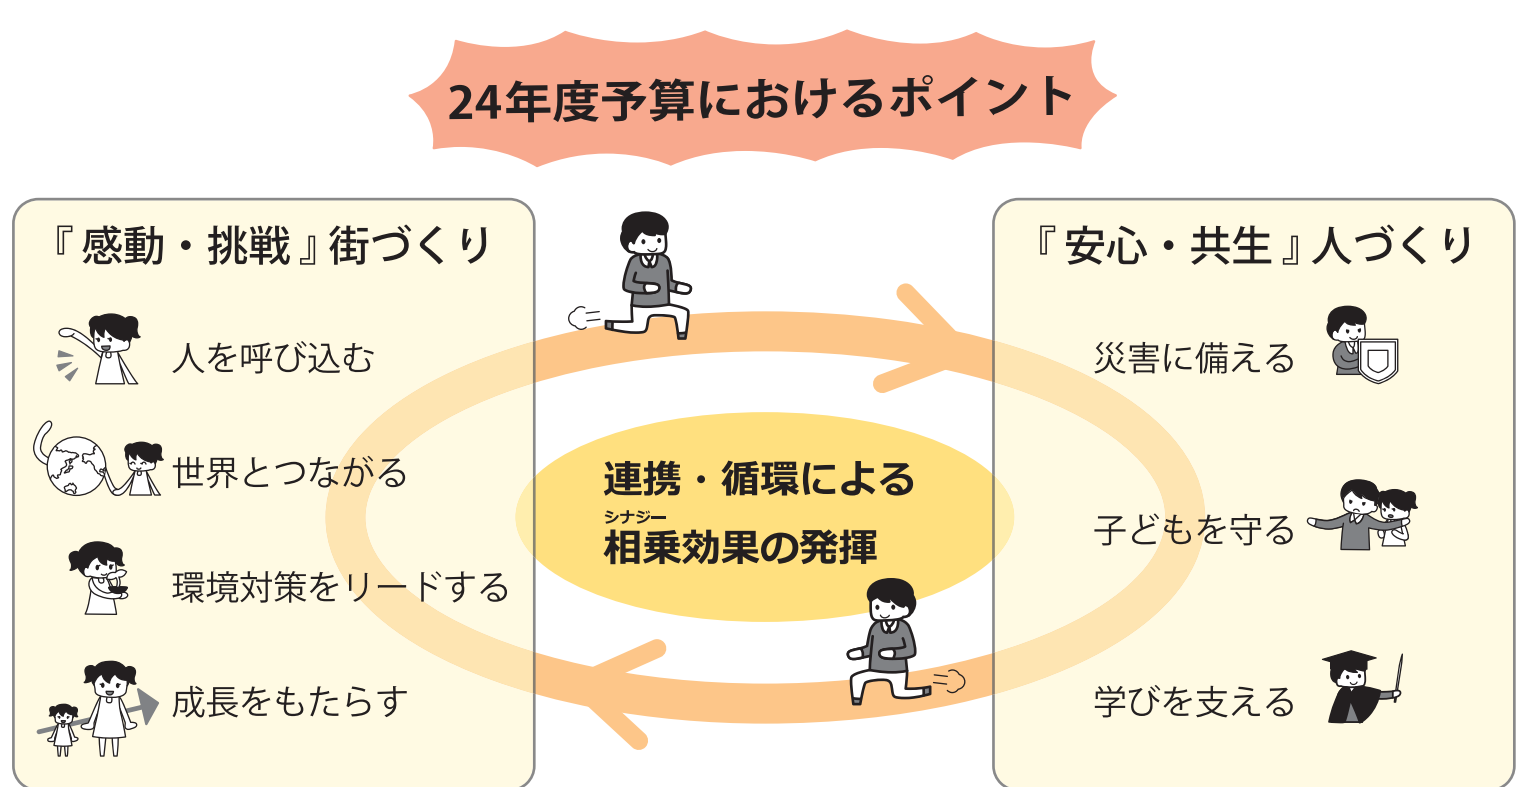 24年度予算におけるポイント
『感動・挑戦』街づくり
人を呼び込む
世界とつながる
環境対策をリードする
成長をもたらす
連携・循環による
シナジー
相乗効果の発揮
『安心・共生』人づくり
災害に備える
子どもを守る
学びを支える